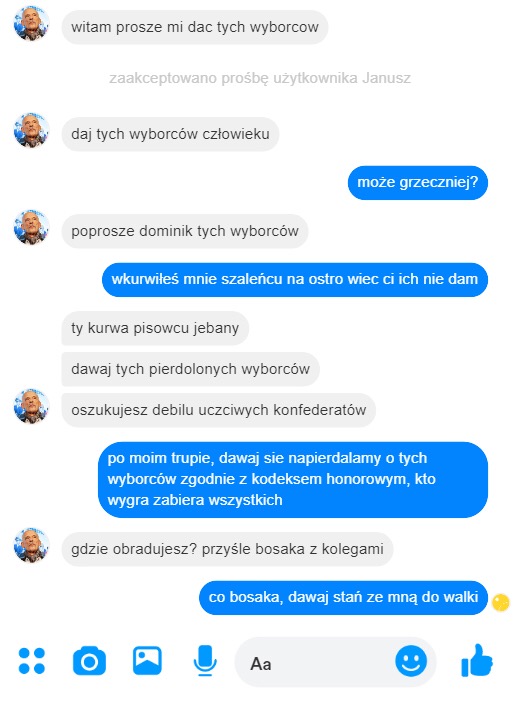 witam prosze mi dac tych wyborcow
zaakceptowano prośbę użytkownika Janusz
daj tych wyborców człowieku
może grzeczniej?
poprosze dominik tych wyborców
wkurwiłeś mnie szaleńcu na ostro wiec ci ich nie dam
ty kurwa pisowcu jebany
dawaj tych pierdolonych wyborców
oszukujesz debilu uczciwych konfederatów
po moim trupie, dawaj sie napierdalamy o tych
wyborców zgodnie z kodeksem honorowym, kto
wygra zabiera wszystkich
gdzie obradujesz? przyśle bosaka z kolegami
co bosaka, dawaj stań ze mną do walki
Aa